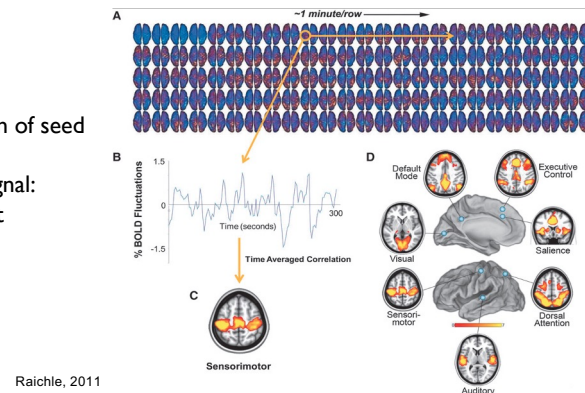 A
~1 minute/row
n of seed
gnal:
t
B
1.5
0
-1.5
% BOLD Fluctuations
Time (seconds)
300
Time Averaged Correlation
C
Sensorimotor
D
Default
Mode
Executive
Control
Visual
Salience
Sensori-
motor
Dorsal
Attention
Auditory
Raichle, 2011